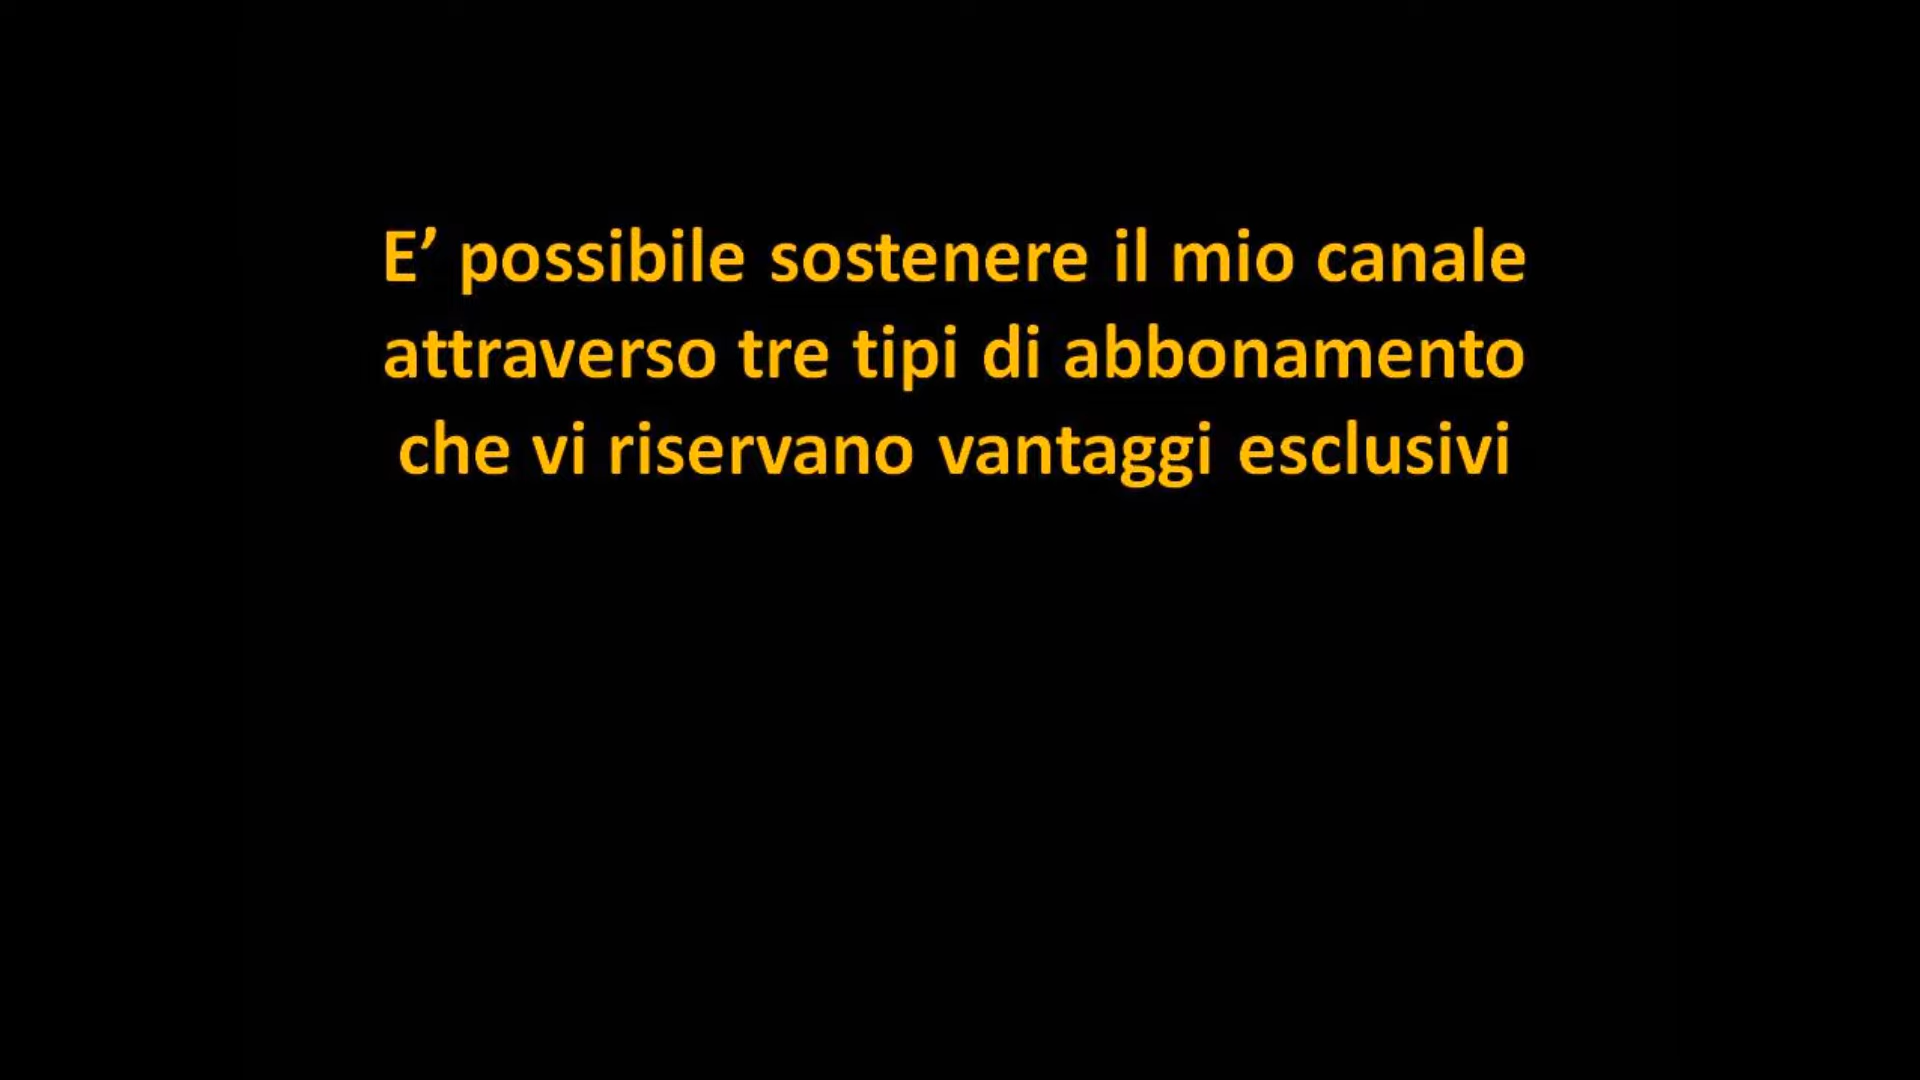 E’ possibile sostenere il mio canale
attraverso tre tipi di abbonamento
che vi riservano vantaggi esclusivi